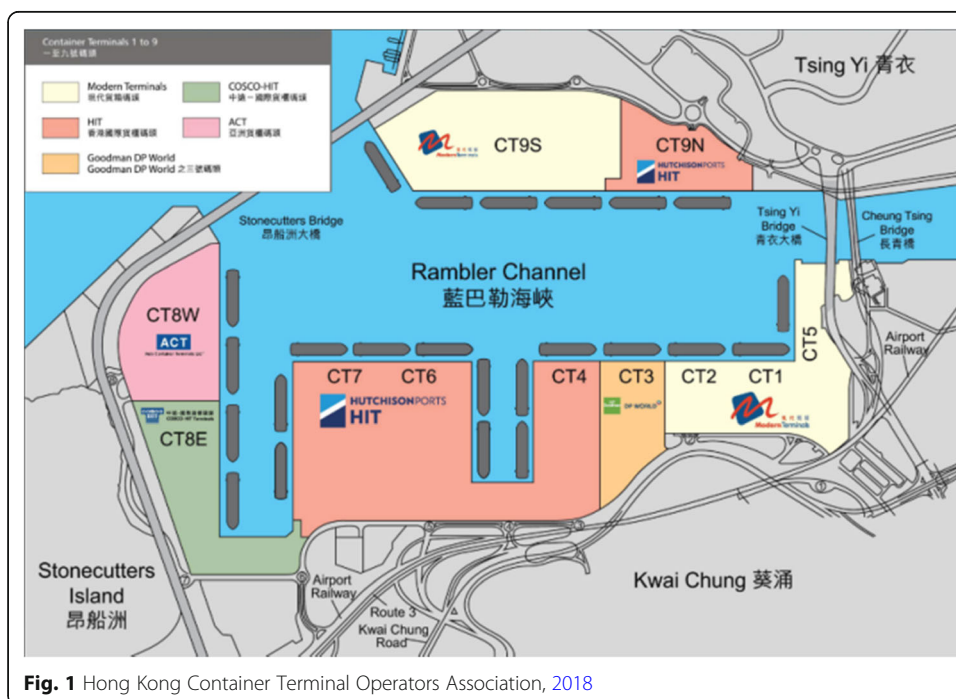 Container Terminals 1 to 9
一至九號碼頭
Modern Terminals
現代貨箱碼頭
COSCO-HIT
中遠－國際貨櫃碼頭
HIT
香港國際貨櫃碼頭
ACT
亞洲貨櫃碼頭
Goodman DP World
Goodman DP World 之三號碼頭
Tsing Yi 青衣
CT9S
Modern Terminals
CT9N
HUTCHISON PORTS
HIT
Stonecutters Bridge
昂船洲大橋
Tsing Yi
Bridge
青衣大橋
Cheung Tsing
Bridge
長青橋
Rambler Channel
藍巴勒海峽
CT8W
ACT
CT5
Airport
Railway
CT7
CT6
CT4
CT3
CT2
CT1
HUTCHISON PORTS
HIT
DP WORLD
Modern Terminals
COSCO-HIT Terminals
CT8E
Stonecutters
Island
昂船洲
Airport
Railway
Route 3
Kwai Chung
Road
Kwai Chung 葵涌
Fig. 1 Hong Kong Container Terminal Operators Association, 2018